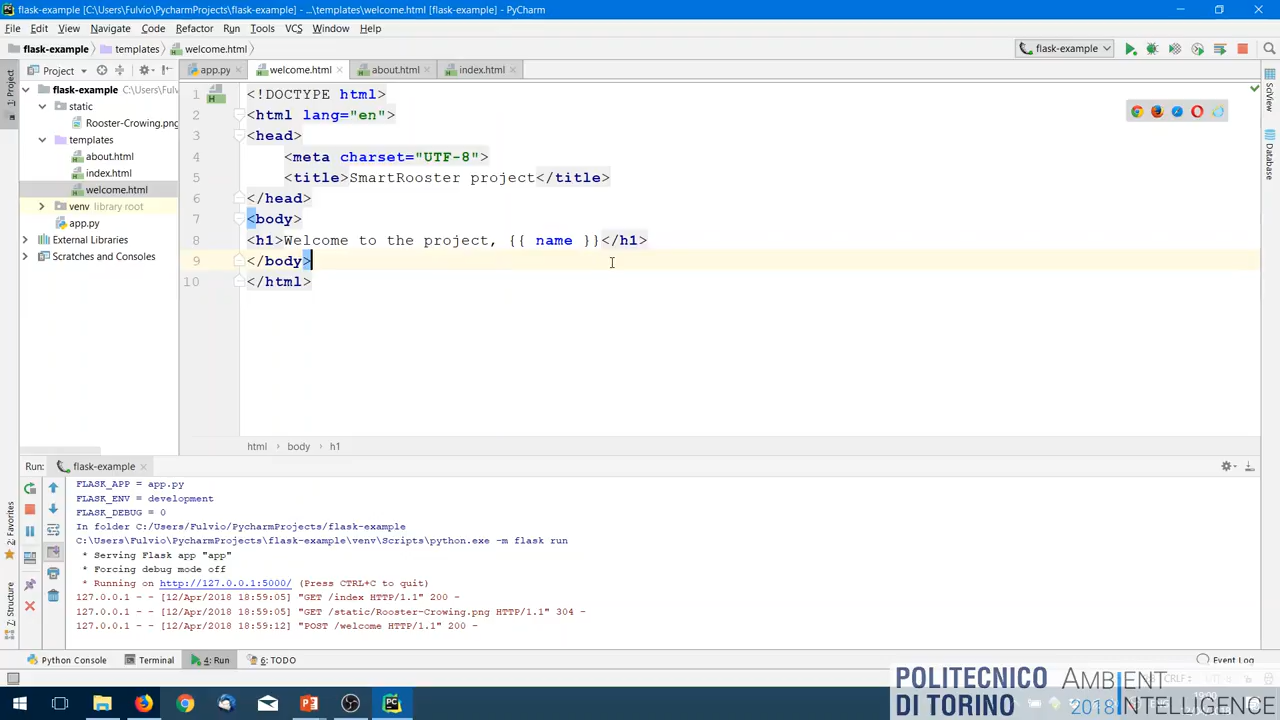 flask-example [C:\Users\Fulvio\PycharmProjects\flask-example] - ...\templates\welcome.html [flask-example] - PyCharm
File Edit View Navigate Code Refactor Run Tools VCS Window Help
flask-example templates welcome.html flask-example
Project app.py welcome.html about.html index.html
1: Project
flask-example C:\Users\Fulv
static
Rooster-Crowing.png
templates
about.html
index.html
welcome.html
venv library root
app.py
External Libraries
Scratches and Consoles
1 <!DOCTYPE html>
2 <html lang="en">
3 <head>
4 <meta charset="UTF-8">
5 <title>SmartRooster project</title>
6 </head>
7 <body>
8 <h1>Welcome to the project, {{ name }}</h1>
9 </body>
10 </html>
SciView
Database
html body h1
Run: flask-example
FLASK_APP = app.py
FLASK_ENV = development
FLASK_DEBUG = 0
In folder C:/Users/Fulvio/PycharmProjects/flask-example
C:\Users\Fulvio\PycharmProjects\flask-example\venv\Scripts\python.exe -m flask run
* Serving Flask app "app"
* Forcing debug mode off
* Running on http://127.0.0.1:5000/ (Press CTRL+C to quit)
127.0.0.1 - - [12/Apr/2018 18:59:05] "GET /index HTTP/1.1" 200 -
127.0.0.1 - - [12/Apr/2018 18:59:05] "GET /static/Rooster-Crowing.png HTTP/1.1" 304 -
127.0.0.1 - - [12/Apr/2018 18:59:12] "POST /welcome HTTP/1.1" 200 -
2: Favorites
Z: Structure
Python Console Terminal 4: Run 6: TODO Event Log
POLITECNICO DI TORINO
AMBIENT INTELLIGENCE 2018